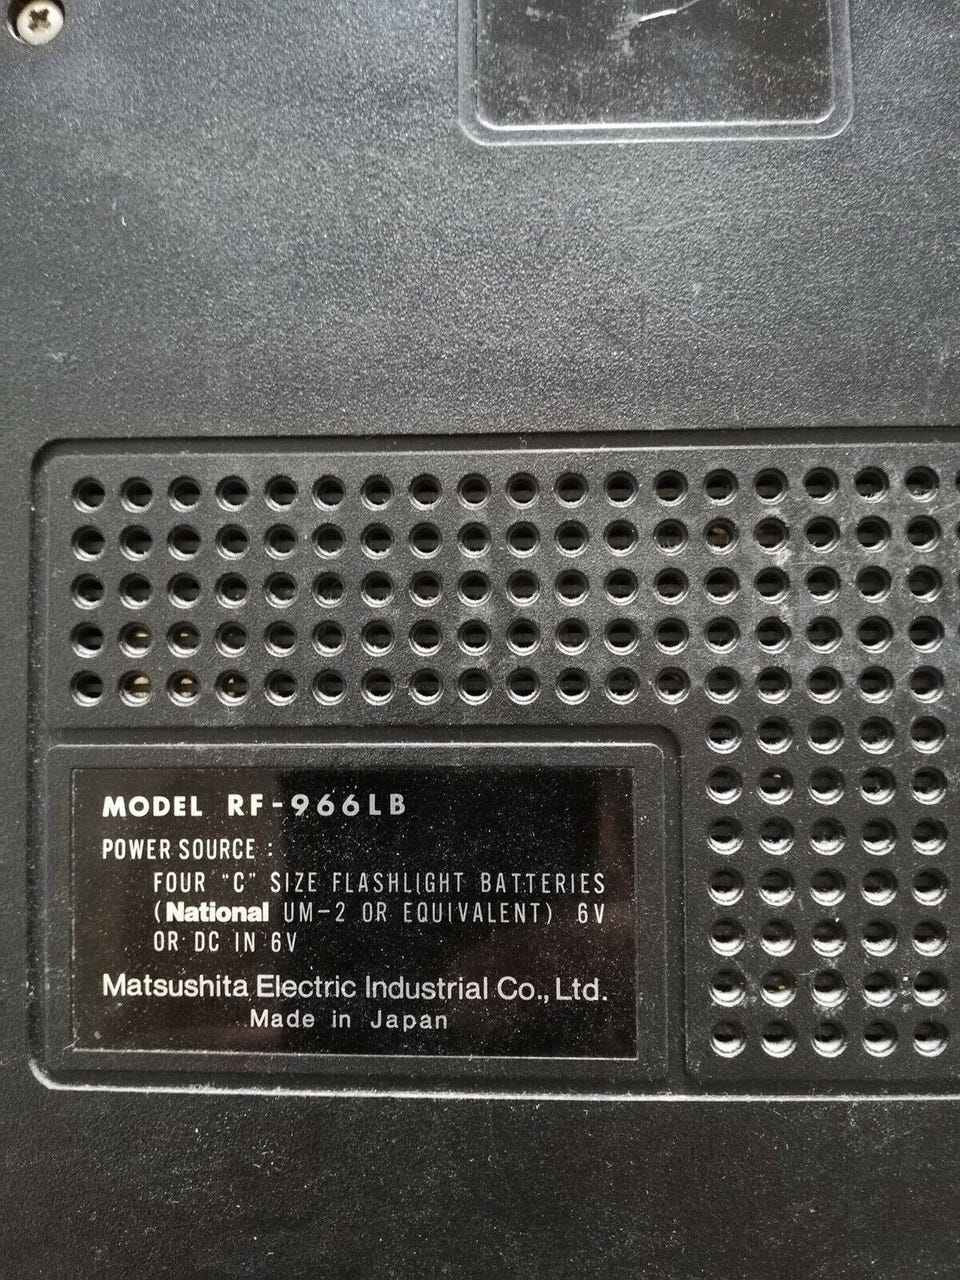 MODEL RF-966LB
POWER SOURCE :
FOUR "C" SIZE FLASHLIGHT BATTERIES
(National UM-2 OR EQUIVALENT) 6V
OR DC IN 6V
Matsushita Electric Industrial Co., Ltd.
Made in Japan